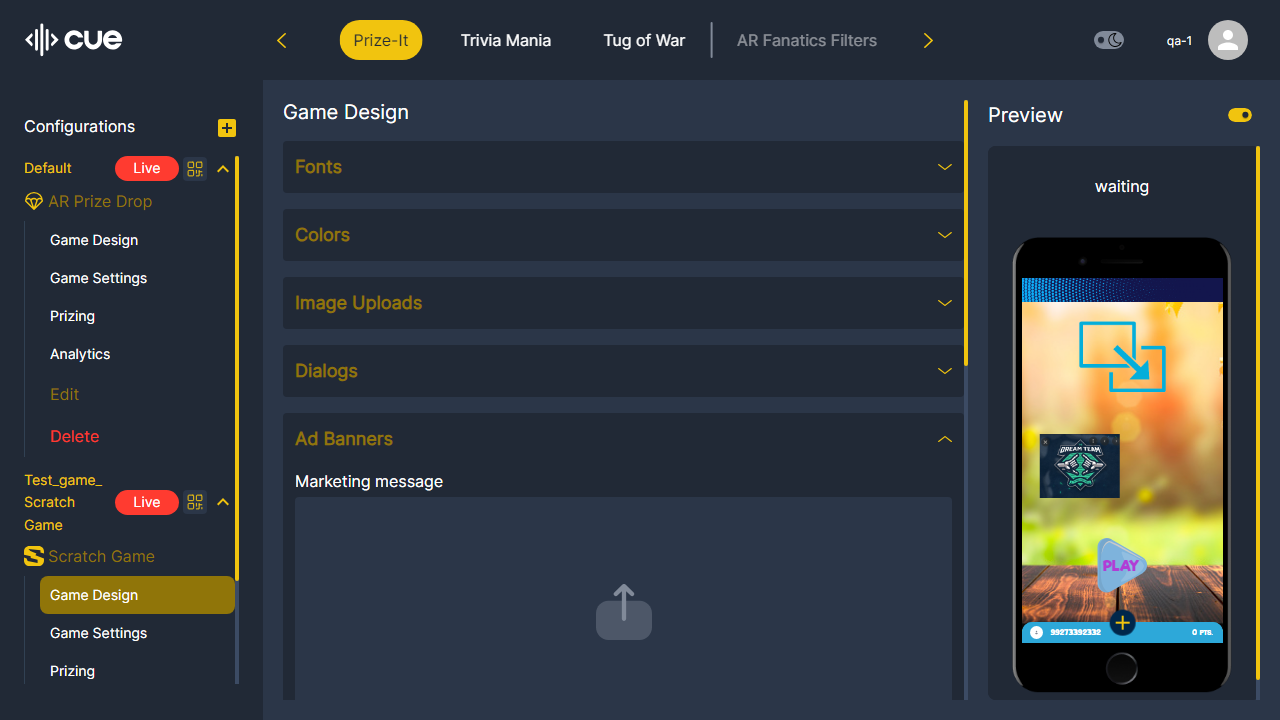 cue
Prize-It
Trivia Mania
Tug of War
AR Fanatics Filters
qa-1
Configurations
Default
Live
AR Prize Drop
Game Design
Game Settings
Prizing
Analytics
Edit
Delete
Test_game_
Scratch
Game
Live
Scratch Game
Game Design
Game Settings
Prizing
Game Design
Fonts
Colors
Image Uploads
Dialogs
Ad Banners
Marketing message
Preview
waiting
DREAM TEAM
PLAY
99273392332
0 PTS.